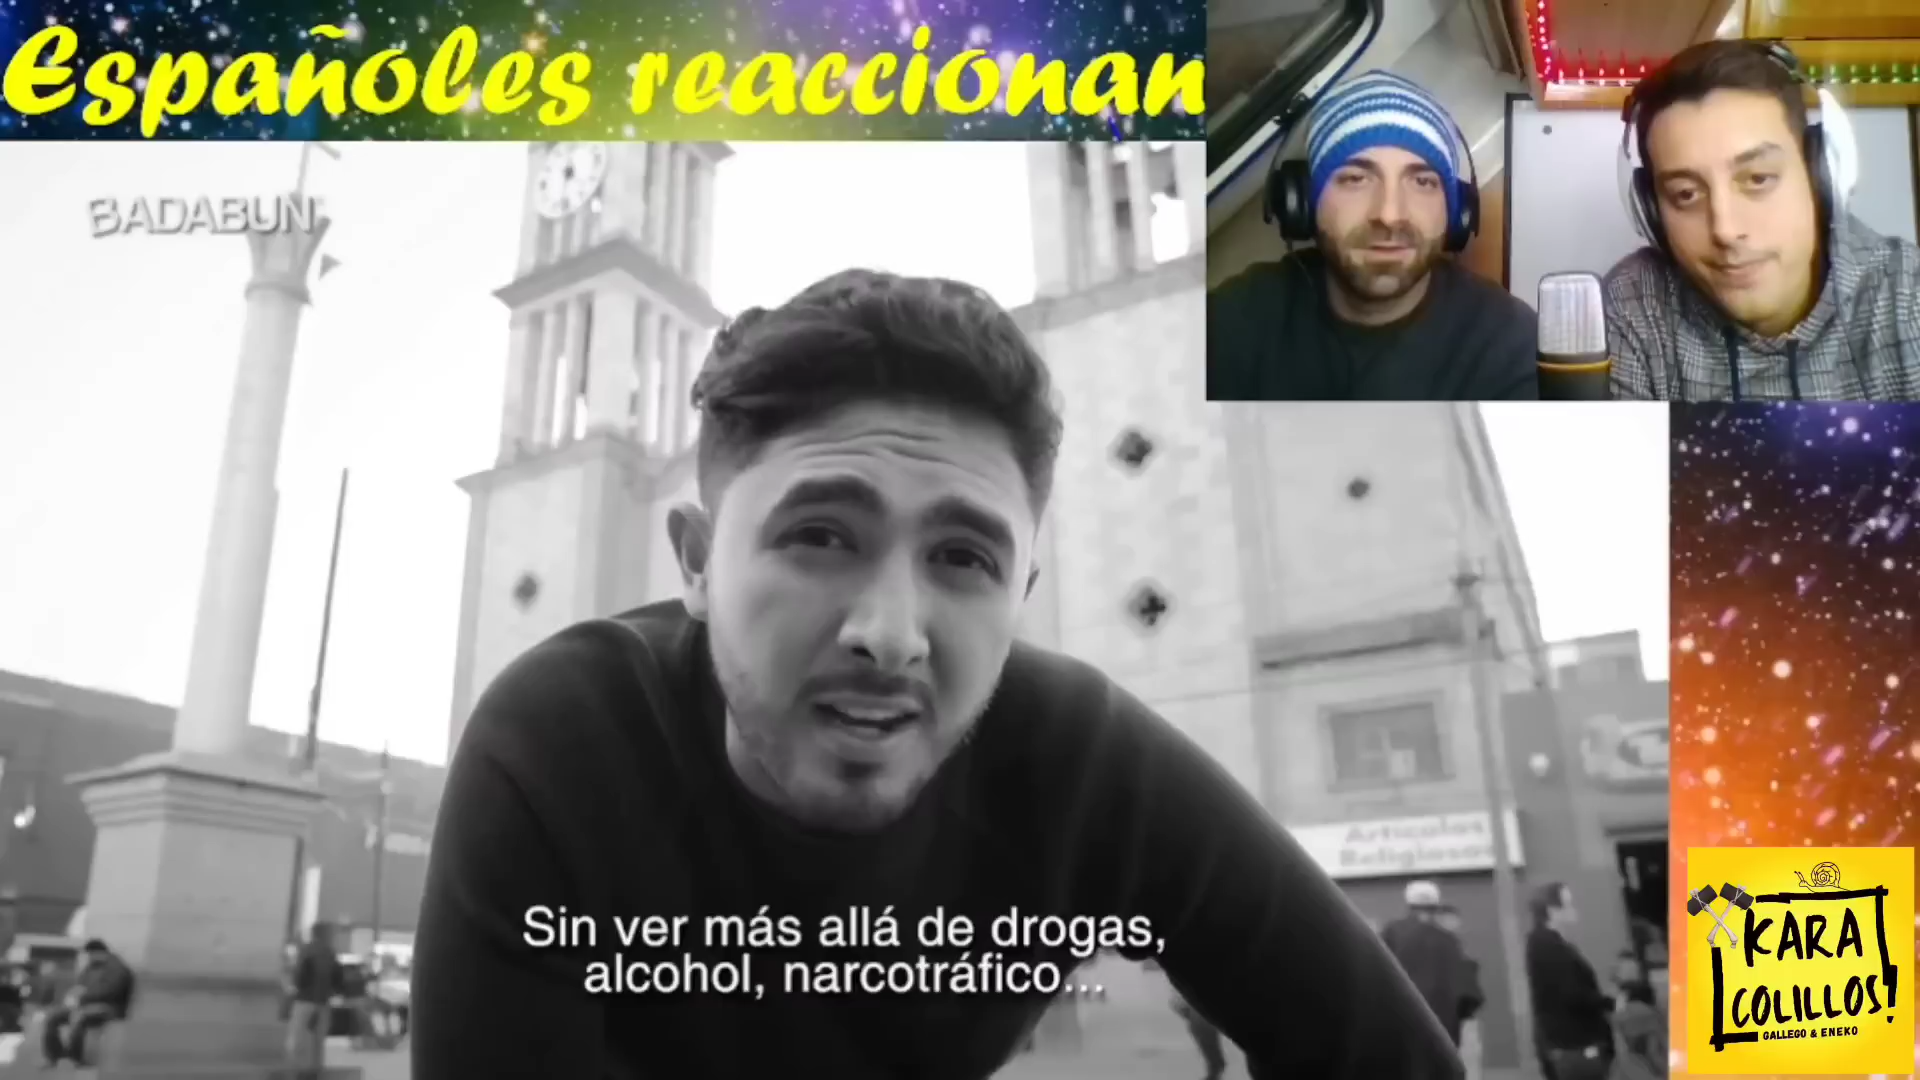 Españoles reaccionan
BADABUN
Artículos
Religiosos
Sin ver más allá de drogas,
alcohol, narcotráfico...
KARA
COLILLOS!
GALLEGO & ENEKO